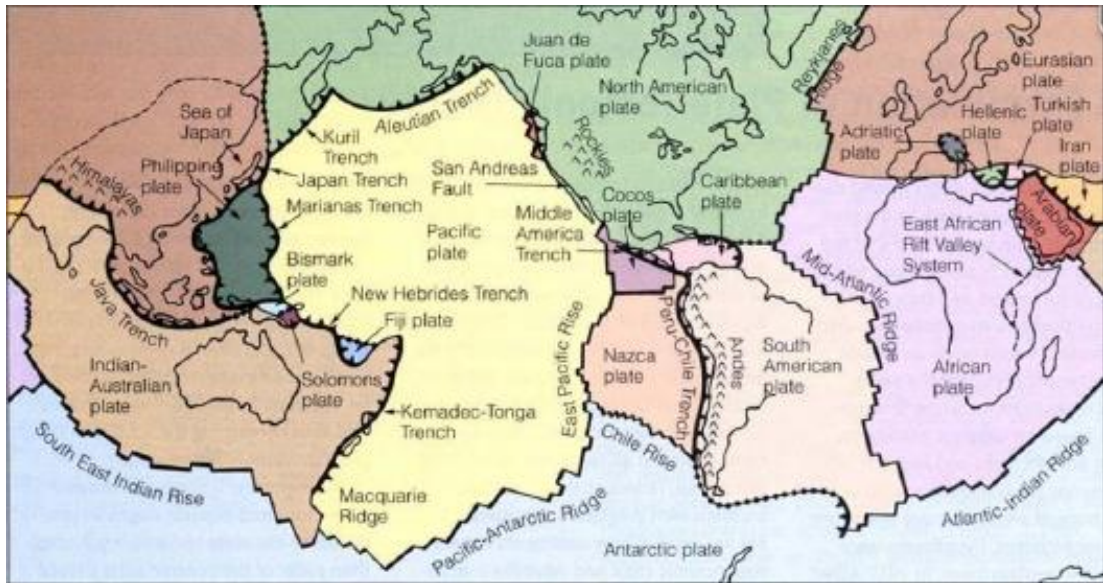 Juan de
Fuca plate
North American
plate
Reykjanes
Ridge
Eurasian
plate
Hellenic
plate
Turkish
plate
Iran
plate
Adriatic
plate
Arabian
plate
Sea of
Japan
Philipping
plate
Himalayas
Kuril
Trench
Aleutian Trench
Japan Trench
Marianas Trench
Rockies
San Andreas
Fault
Pacific
plate
Cocos
plate
Caribbean
plate
Middle
America
Trench
East African
Rift Valley
System
Bismark
plate
New Hebrides Trench
Fiji plate
Java Trench
Indian-
Australian
plate
Solomons
plate
Kemadec-Tonga
Trench
East Pacific Rise
Nazca
plate
Peru-Chile Trench
Andes
South
American
plate
Mid-Atlantic
Ridge
African
plate
South East Indian Rise
Macquarie
Ridge
Pacific-Antarctic Ridge
Chile Rise
Antarctic plate
Atlantic-Indian Ridge